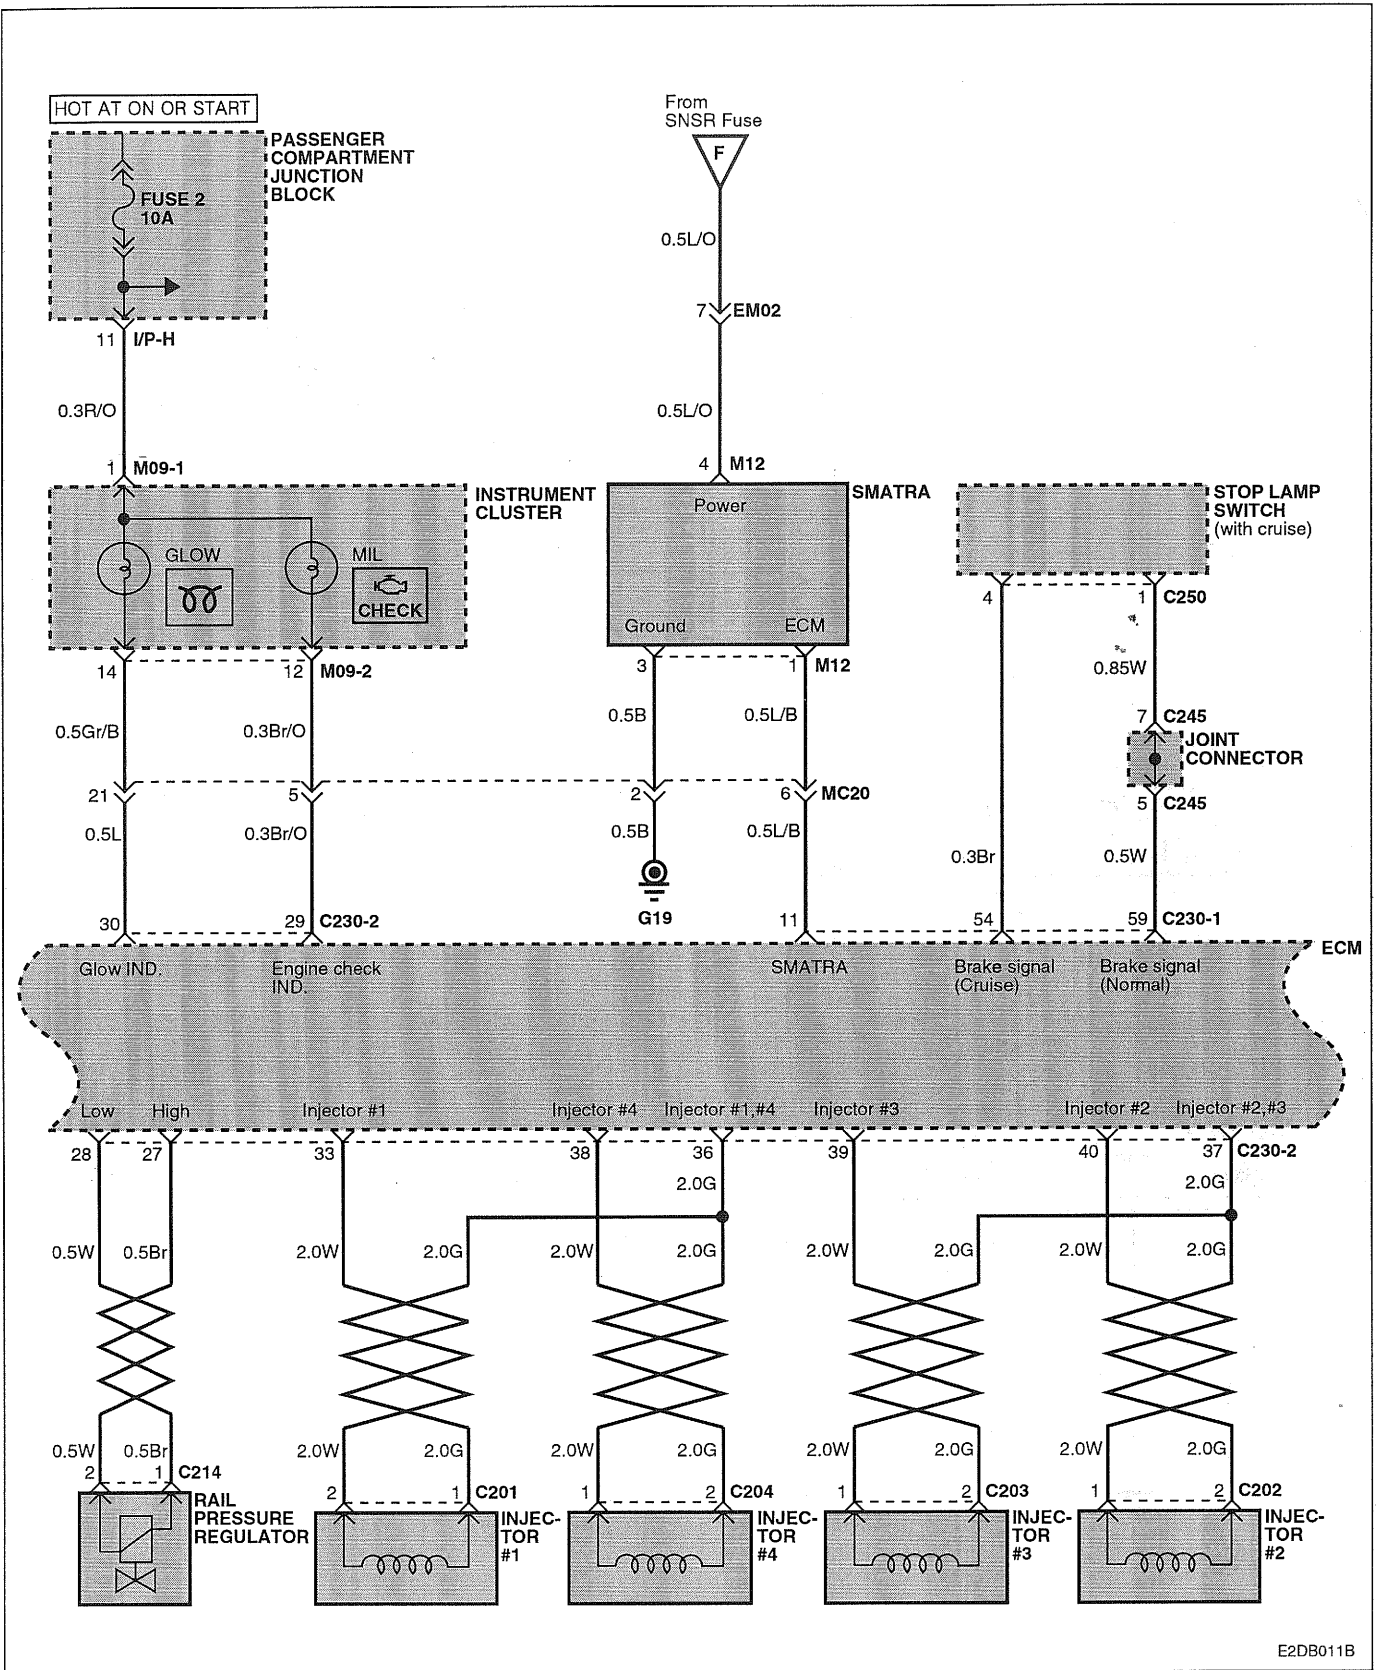 HOT AT ON OR START
PASSENGER
COMPARTMENT
JUNCTION
BLOCK
FUSE 2
10A
11 I/P-H
0.3R/O
1 M09-1
From
SNSR Fuse
F
0.5L/O
7 EM02
0.5L/O
4 M12
INSTRUMENT
CLUSTER
GLOW
MIL
CHECK
SMATRA
Power
Ground ECM
STOP LAMP
SWITCH
(with cruise)
14 12 M09-2
3 1 M12
4 1 C250
0.85W
0.5Gr/B 0.3Br/O 0.5B 0.5L/B
7 C245
JOINT
CONNECTOR
21 5 2 6 MC20
5 C245
0.5L 0.3Br/O 0.5B 0.5L/B
0.3Br 0.5W
G19
30 29 C230-2
11 54 59 C230-1
ECM
Glow IND.
Engine check
IND.
SMATRA
Brake signal
(Cruise)
Brake signal
(Normal)
Low High Injector #1 Injector #4 Injector #1,#4 Injector #3 Injector #2 Injector #2,#3
28 27 33 38 36 39 40 37 C230-2
2.0G 2.0G
0.5W 0.5Br 2.0W 2.0G 2.0W 2.0G 2.0W 2.0G 2.0W 2.0G
0.5W 0.5Br 2.0W 2.0G 2.0W 2.0G 2.0W 2.0G 2.0W 2.0G
2 1 C214
2 1 C201
1 2 C204
1 2 C203
1 2 C202
RAIL
PRESSURE
REGULATOR
INJEC-
TOR
#1
INJEC-
TOR
#4
INJEC-
TOR
#3
INJEC-
TOR
#2
E2DB011B